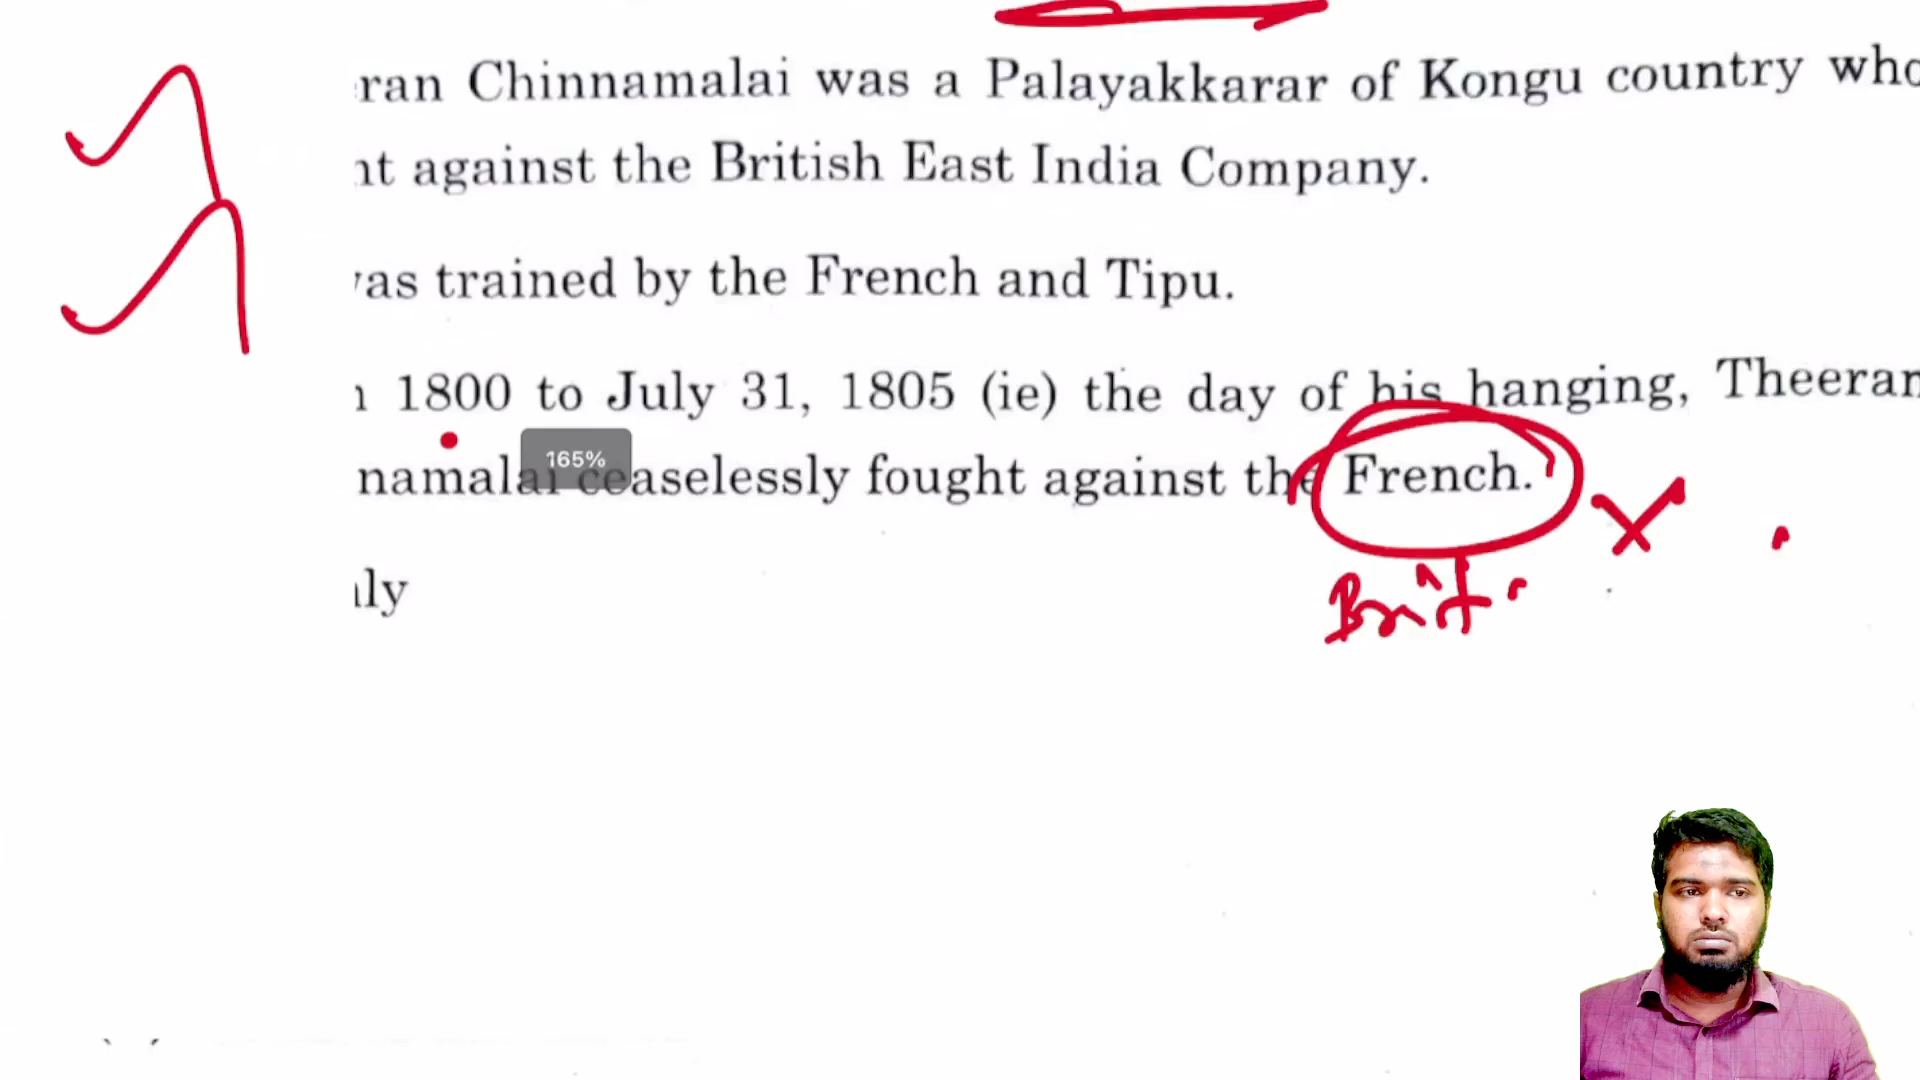 ran Chinnamalai was a Palayakkarar of Kongu country who
against the British East India Company.
as trained by the French and Tipu.
1800 to July 31, 1805 (ie) the day of his hanging, Theeran
165%
namalai ceaselessly fought against the French.
Brit
ly